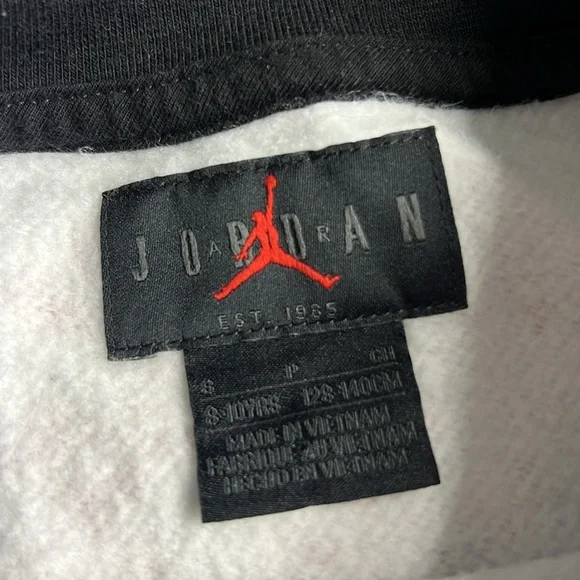 JORDAN
AIR
EST. 1985
S P CH
8-10YRS 128-140CM
MADE IN VIETNAM
FABRIQUÉ AU VIETNAM
HECHO EN VIETNAM